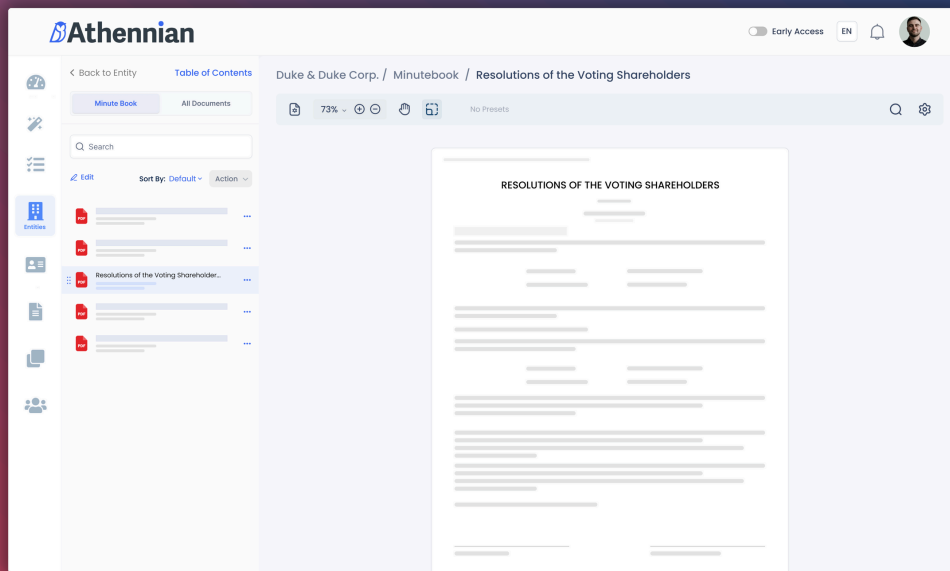 Athennian
Early Access
EN
Back to Entity
Table of Contents
Minute Book
All Documents
Search
Edit
Sort By: Default
Action
Entities
PDF
PDF
PDF
Resolutions of the Voting Shareholder...
PDF
PDF
Duke & Duke Corp. / Minutebook / Resolutions of the Voting Shareholders
73%
No Presets
RESOLUTIONS OF THE VOTING SHAREHOLDERS